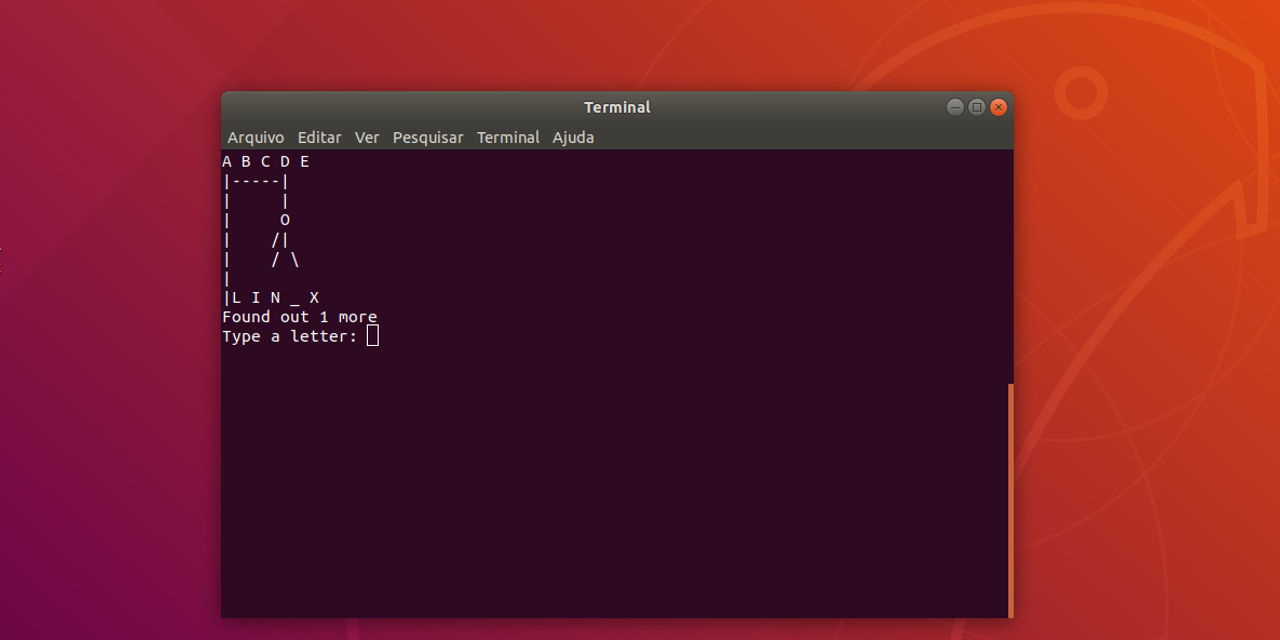 Terminal
Arquivo Editar Ver Pesquisar Terminal Ajuda
A B C D E
|-----|
|     |
|     O
|    /|
|    / \
|
|L I N _ X
Found out 1 more
Type a letter: